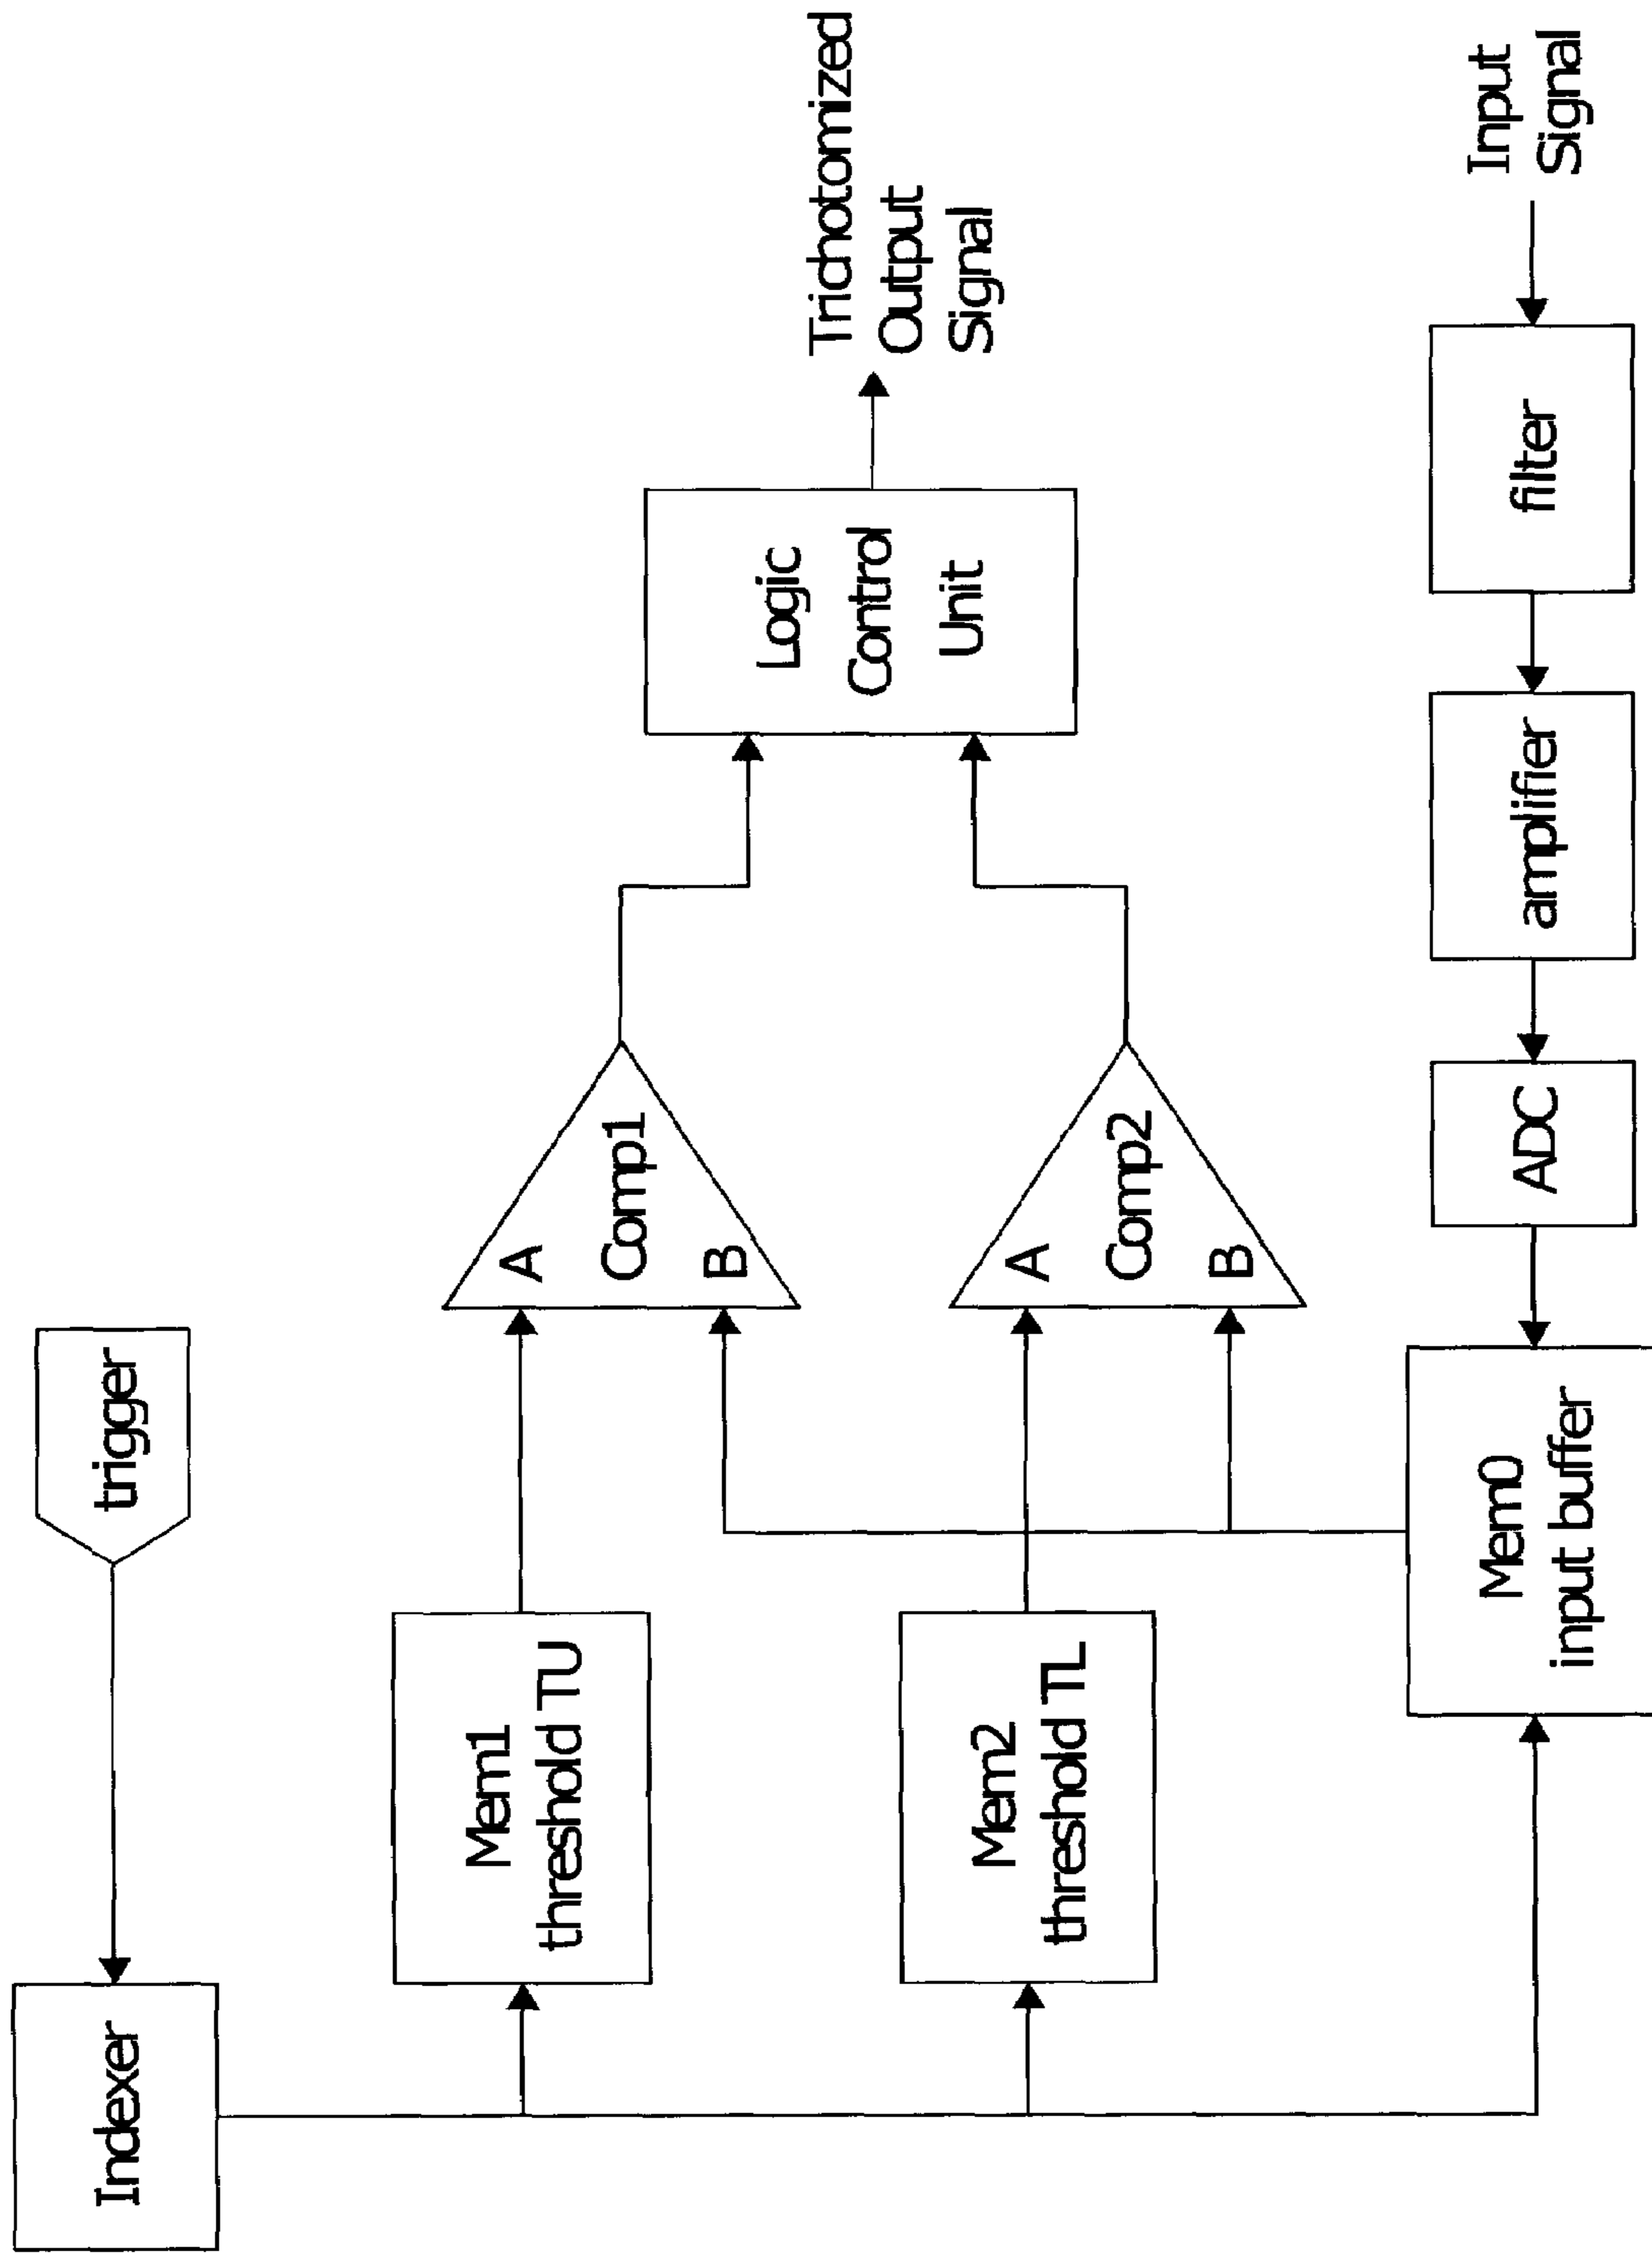 Indexer
trigger
Mem1
threshold TU
A
Comp1
B
Logic
Control
Unit
Trichotomized
Output
Signal
Mem2
threshold TL
A
Comp2
B
Mem0
input buffer
ADC
amplifier
filter
Input
Signal